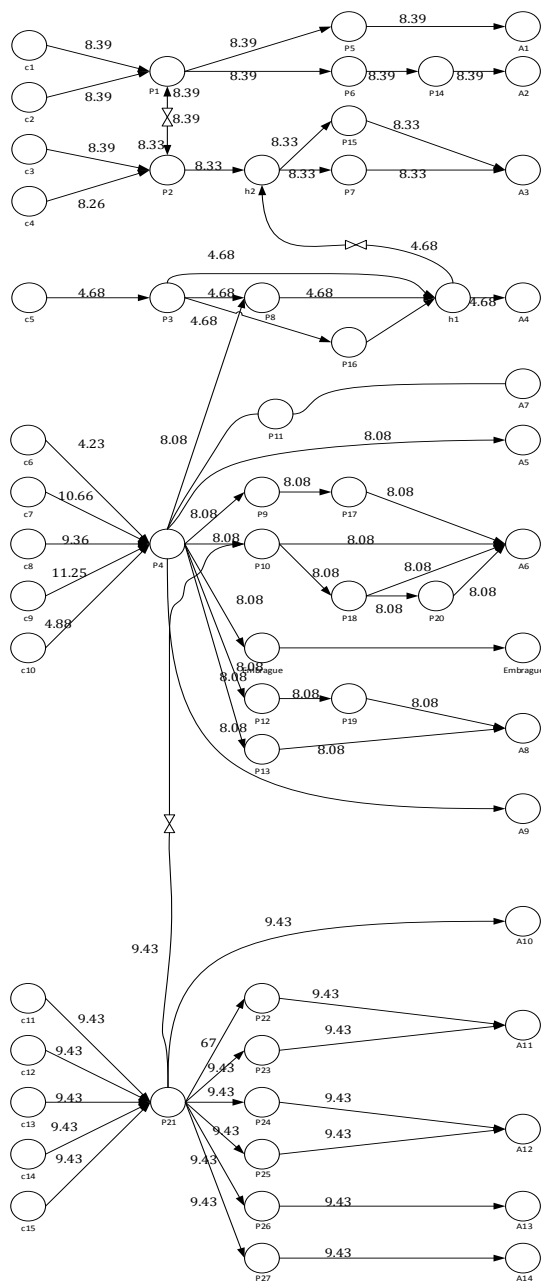 8.39
P5
8.39
A1
c1
8.39
P1
8.39
P6
8.39
P14
8.39
A2
c2
8.39
8.39
8.39
c3
8.39
8.33
P2
8.33
h2
8.33
P15
8.33
8.33
P7
8.33
A3
c4
8.26
4.68
4.68
c5
4.68
P3
4.68
P8
4.68
h1
4.68
A4
4.68
P16
A7
P11
c6
4.23
8.08
8.08
A5
c7
10.66
8.08
P9
8.08
P17
8.08
c8
9.36
P4
8.08
P10
8.08
A6
c9
11.25
8.08
P18
8.08
8.08
P20
8.08
c10
4.88
8.08
Embrague
Embrague
8.08
8.08
P12
8.08
P19
8.08
8.08
P13
8.08
A8
A9
9.43
9.43
A10
c11
9.43
P22
9.43
A11
67
c12
9.43
9.43
P23
9.43
c13
9.43
P21
9.43
P24
9.43
A12
c14
9.43
9.43
P25
9.43
c15
9.43
9.43
P26
9.43
A13
9.43
P27
9.43
A14